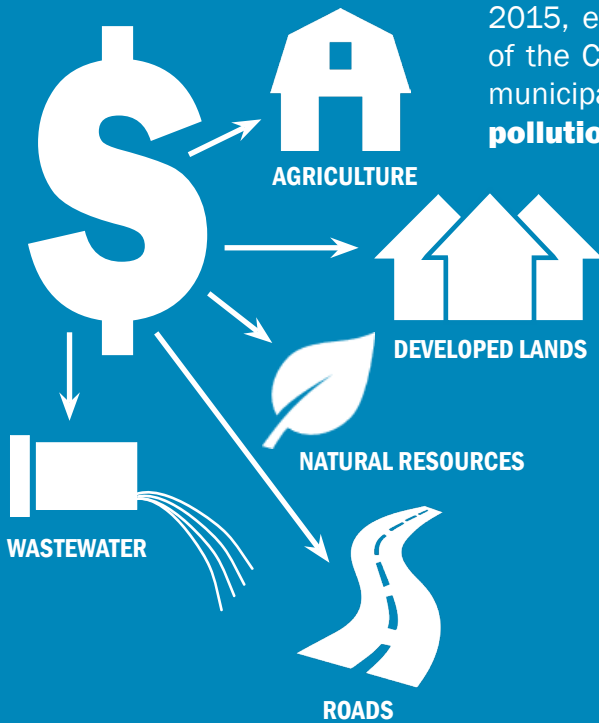 2015, e
of the C
municipa
pollutio
AGRICULTURE
DEVELOPED LANDS
NATURAL RESOURCES
WASTEWATER
ROADS